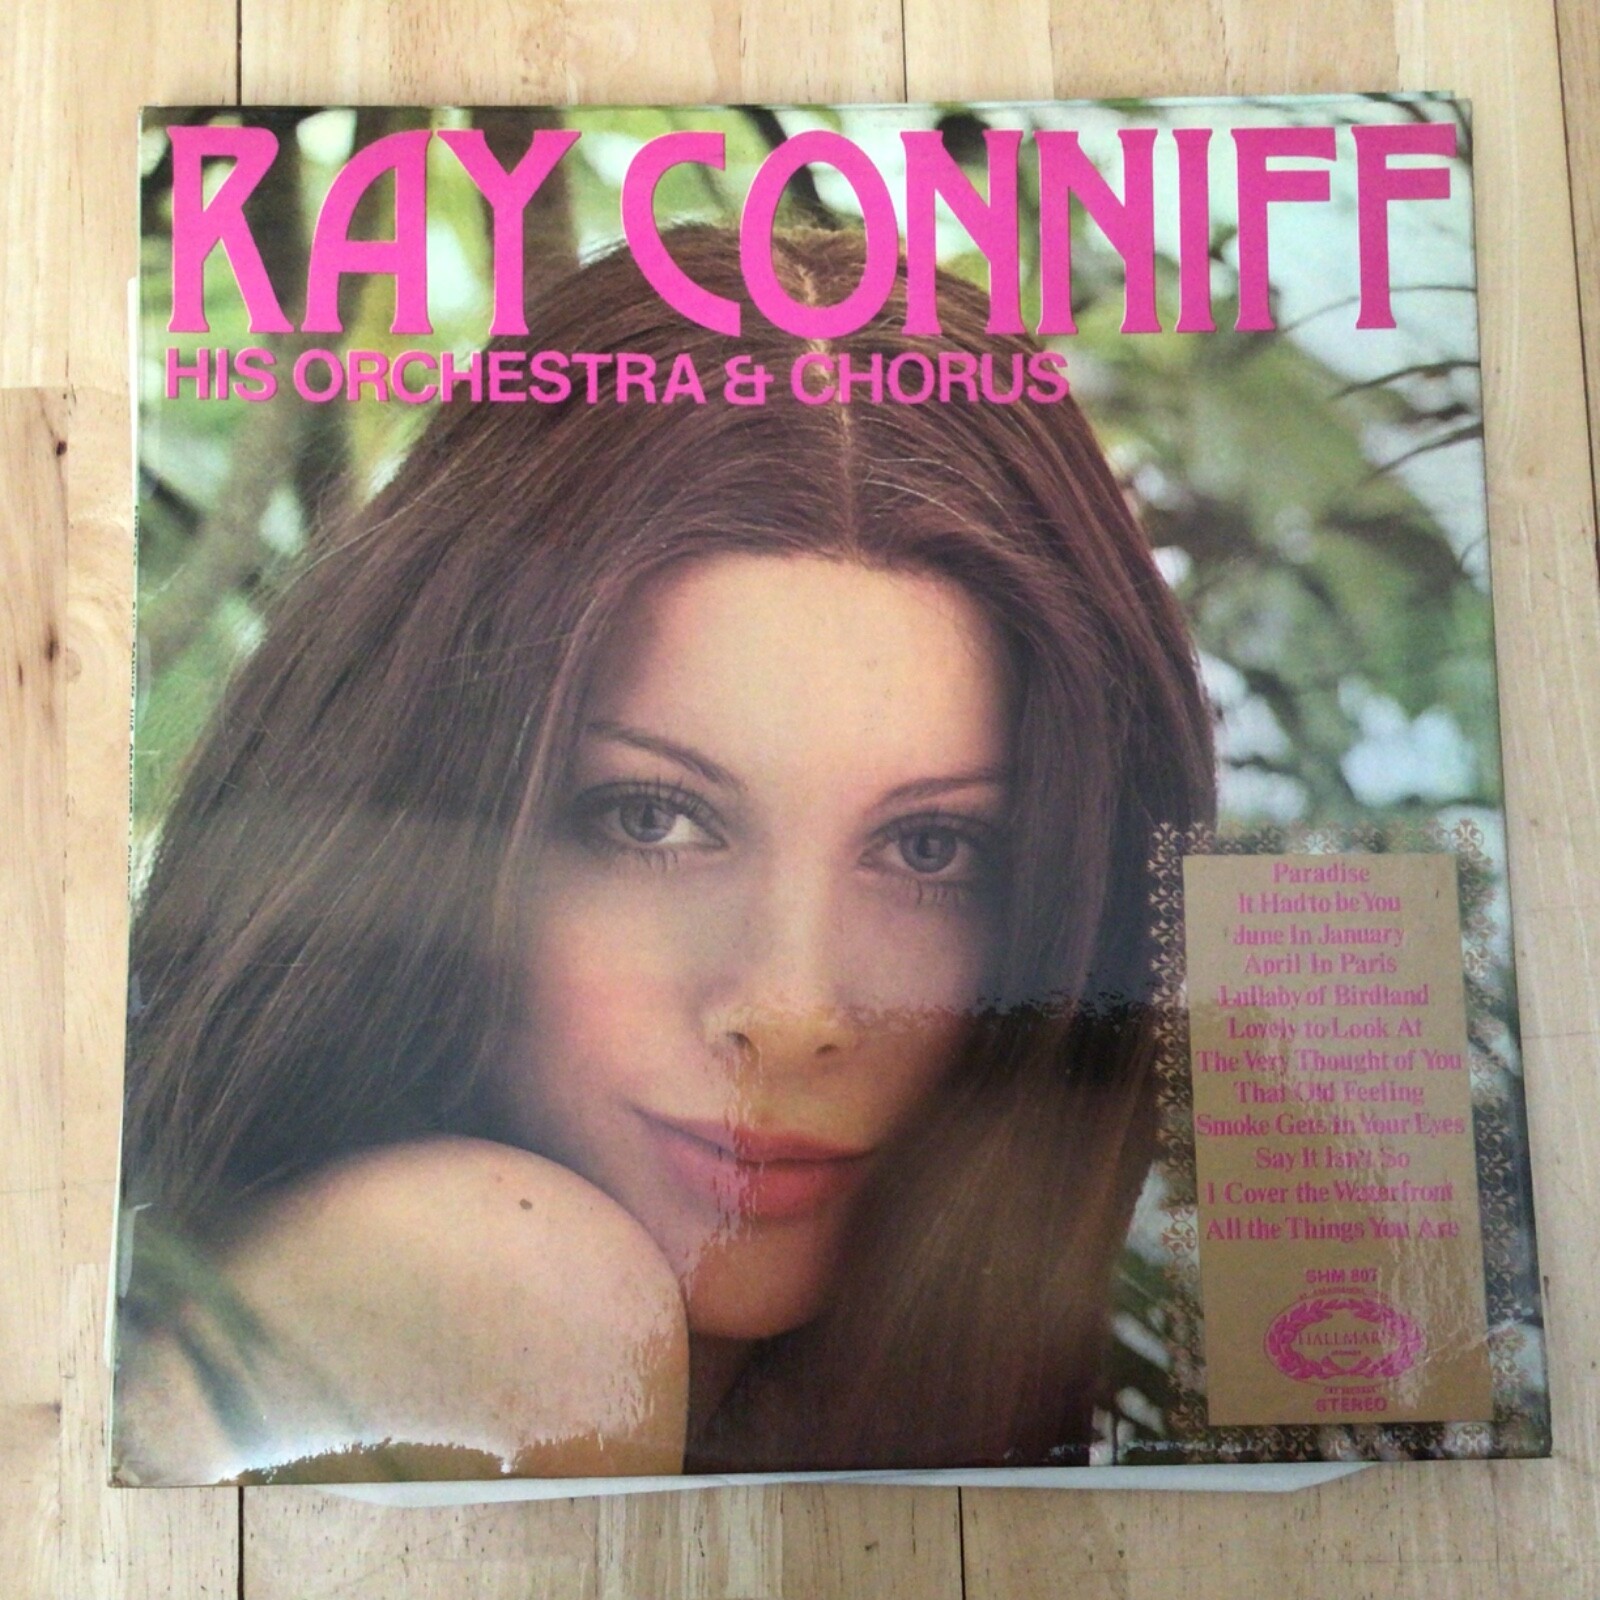 RAY CONNIFF
HIS ORCHESTRA & CHORUS
Paradise
It Had to be You
June In January
April In Paris
Lullaby of Birdland
Lovely to Look At
The Very Thought of You
That Old Feeling
Smoke Gets in Your Eyes
Say It Isn't So
I Cover the Waterfront
All the Things You Are
SHM 807
HALLMARK
STEREO